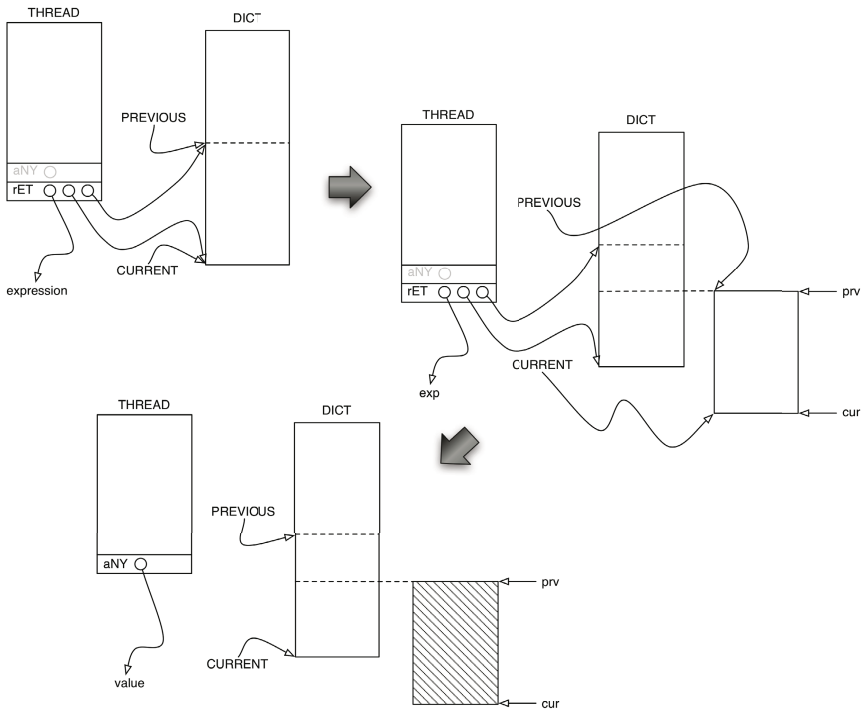 THREAD
DICT
PREVIOUS
aNY
rET
CURRENT
expression
THREAD
DICT
PREVIOUS
aNY
rET
prv
CURRENT
exp
cur
THREAD
DICT
PREVIOUS
aNY
prv
CURRENT
value
cur